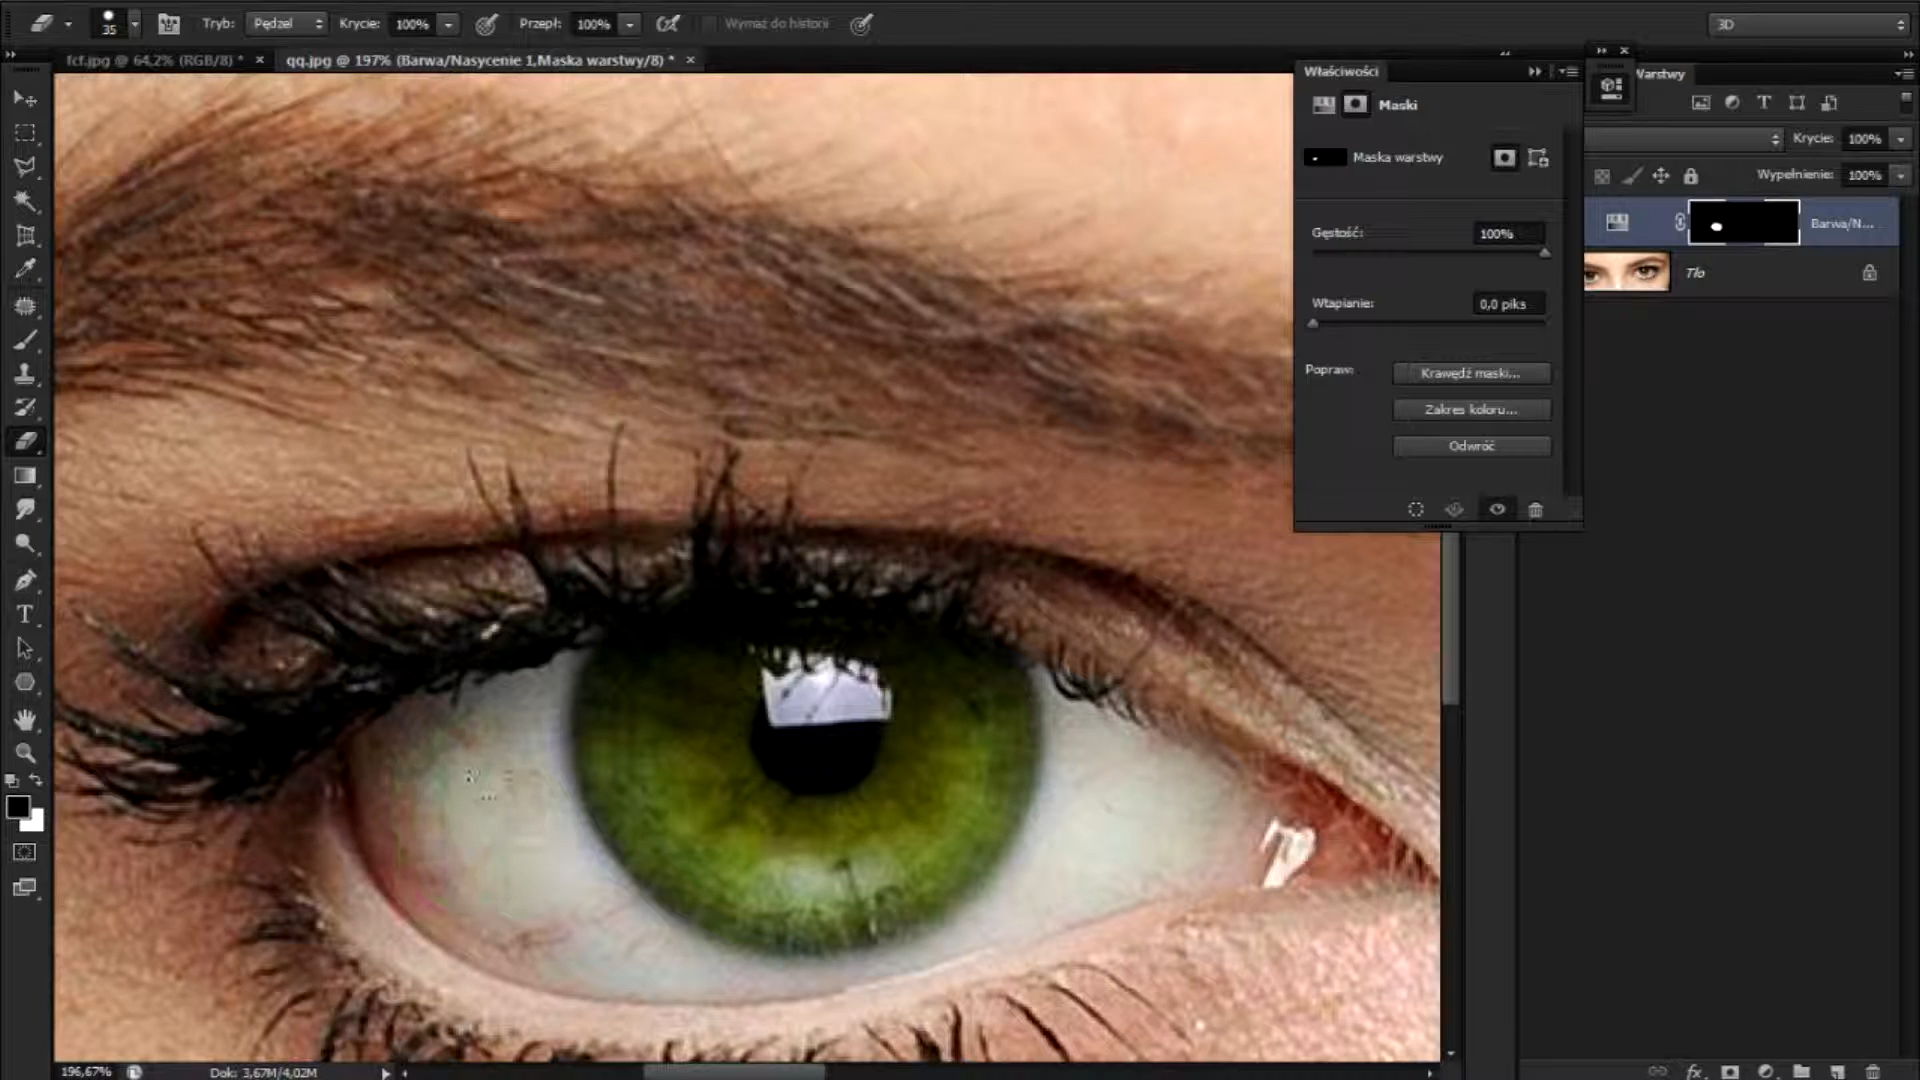 35 Tryb: Pędzel Krycie: 100% Przepł: 100% Wymaż do historii 3D
fcf.jpg @ 64,2% (RGB/8) * × qq.jpg @ 197% (Barwa/Nasycenie 1,Maska warstwy/8) * ×
Właściwości
Warstwy
Maski
Krycie: 100%
Maska warstwy
Wypełnienie: 100%
Barwa/N...
Gęstość: 100%
Tło
Wtapianie: 0,0 piks
Popraw: Krawędź maski...
Zakres koloru...
Odwróć
T
196,67% Dok: 3,67M/4,02M
fx